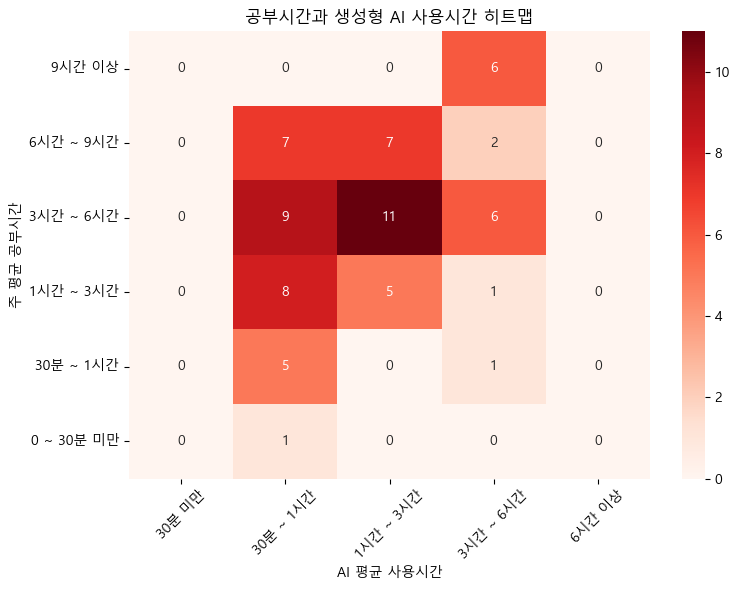 공부시간과 생성형 AI 사용시간 히트맵
주 평균 공부시간
9시간 이상 0 0 0 6 0
6시간 ~ 9시간 0 7 7 2 0
3시간 ~ 6시간 0 9 11 6 0
1시간 ~ 3시간 0 8 5 1 0
30분 ~ 1시간 0 5 0 1 0
0 ~ 30분 미만 0 1 0 0 0
30분 미만 30분 ~ 1시간 1시간 ~ 3시간 3시간 ~ 6시간 6시간 이상
AI 평균 사용시간
10
8
6
4
2
0